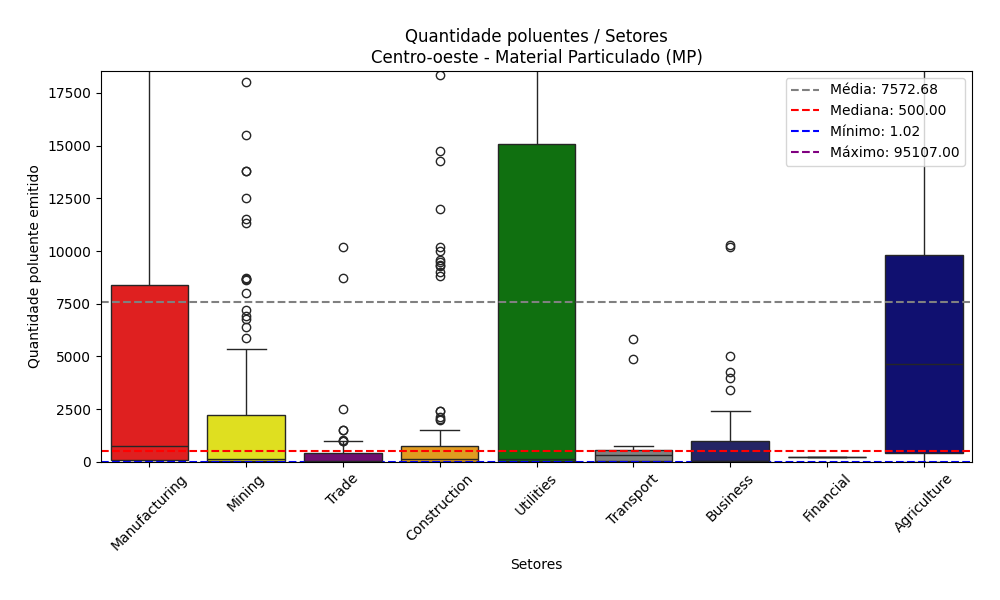 Quantidade poluentes / Setores
Centro-oeste - Material Particulado (MP)
Média: 7572.68
Mediana: 500.00
Mínimo: 1.02
Máximo: 95107.00
Quantidade poluente emitido
17500
15000
12500
10000
7500
5000
2500
0
Manufacturing
Mining
Trade
Construction
Utilities
Transport
Business
Financial
Agriculture
Setores